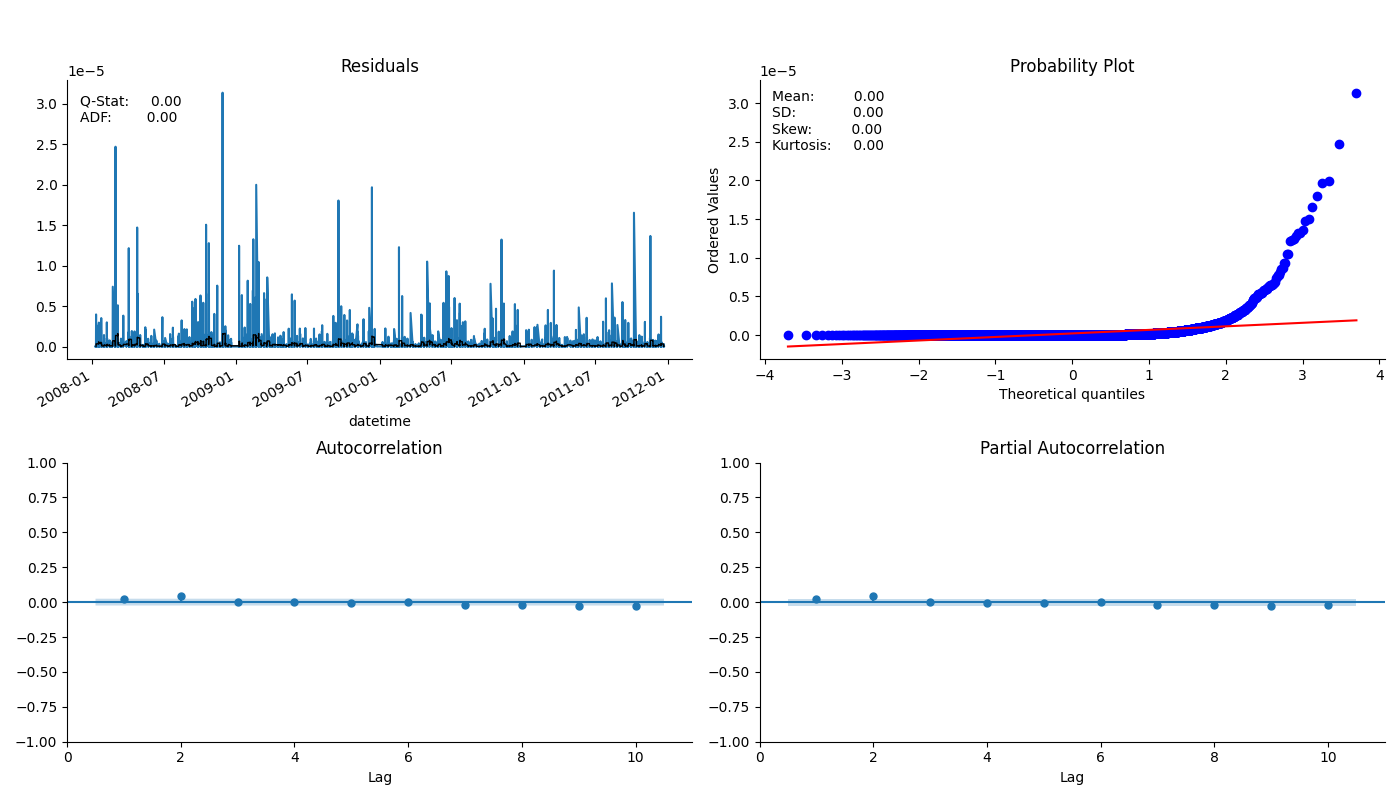 Residuals
1e−5
Q-Stat: 0.00
ADF: 0.00
3.0
2.5
2.0
1.5
1.0
0.5
0.0
2008-01 2008-07 2009-01 2009-07 2010-01 2010-07 2011-01 2011-07 2012-01
datetime
Probability Plot
1e−5
Mean: 0.00
SD: 0.00
Skew: 0.00
Kurtosis: 0.00
Ordered Values
3.0
2.5
2.0
1.5
1.0
0.5
0.0
−4 −3 −2 −1 0 1 2 3 4
Theoretical quantiles
Autocorrelation
1.00
0.75
0.50
0.25
0.00
−0.25
−0.50
−0.75
−1.00
0 2 4 6 8 10
Lag
Partial Autocorrelation
1.00
0.75
0.50
0.25
0.00
−0.25
−0.50
−0.75
−1.00
0 2 4 6 8 10
Lag